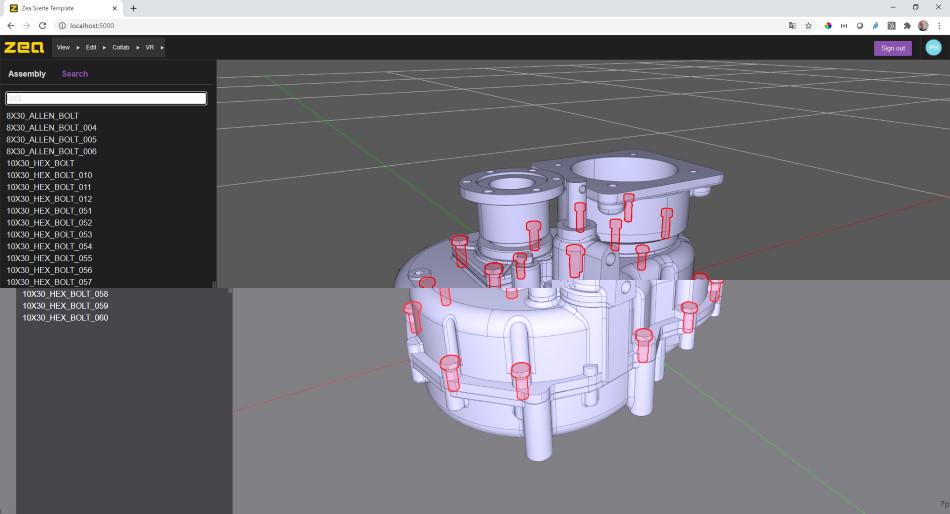 Zea Svelte Template
localhost:5000
zea
View
Edit
Collab
VR
Sign out
PH
Assembly
Search
8X30_ALLEN_BOLT
8X30_ALLEN_BOLT_004
8X30_ALLEN_BOLT_005
8X30_ALLEN_BOLT_006
10X30_HEX_BOLT
10X30_HEX_BOLT_010
10X30_HEX_BOLT_011
10X30_HEX_BOLT_012
10X30_HEX_BOLT_051
10X30_HEX_BOLT_052
10X30_HEX_BOLT_053
10X30_HEX_BOLT_054
10X30_HEX_BOLT_055
10X30_HEX_BOLT_056
10X30_HEX_BOLT_057
10X30_HEX_BOLT_058
10X30_HEX_BOLT_059
10X30_HEX_BOLT_060